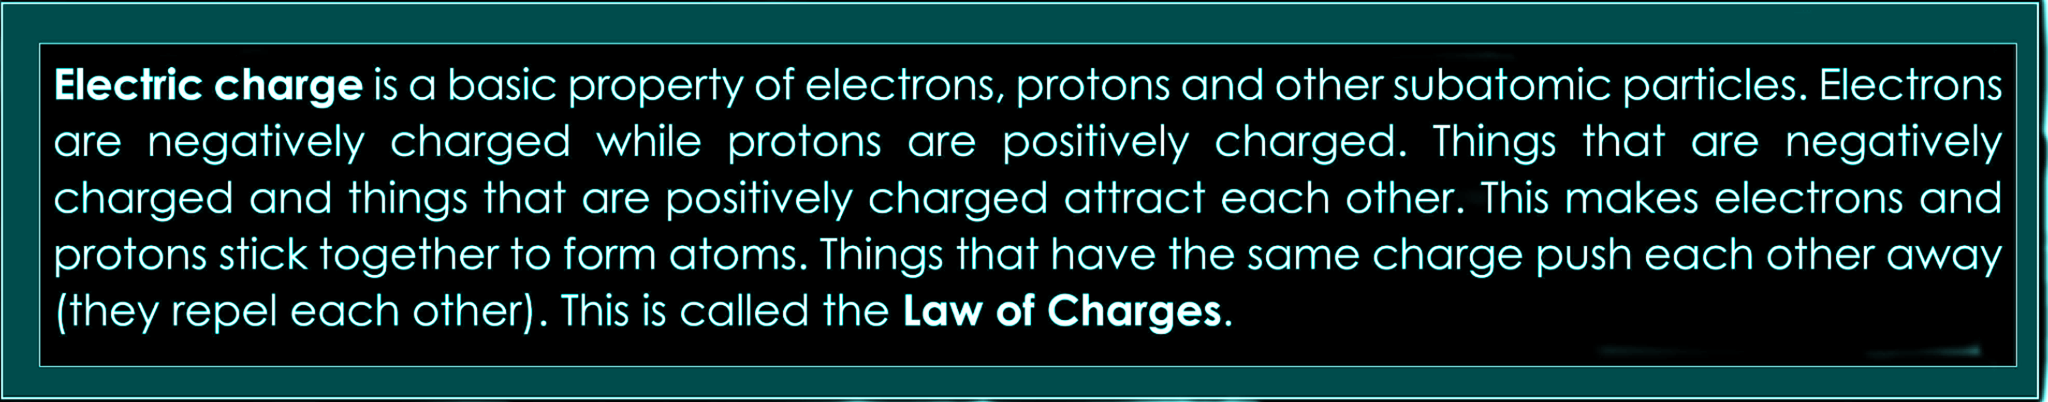 Electric charge is a basic property of electrons, protons and other subatomic particles. Electrons
are negatively charged while protons are positively charged. Things that are negatively
charged and things that are positively charged attract each other. This makes electrons and
protons stick together to form atoms. Things that have the same charge push each other away
(they repel each other). This is called the Law of Charges.